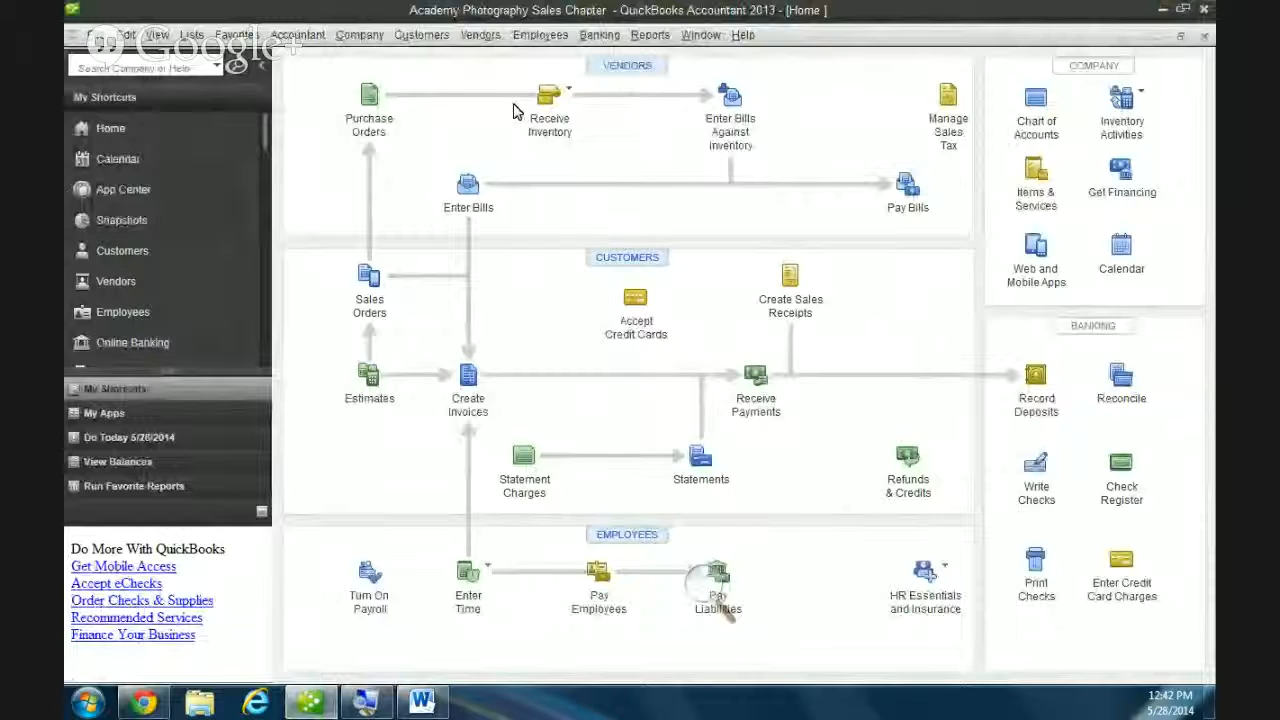 Academy Photography Sales Chapter - QuickBooks Accountant 2013 - [Home ]
Edit View Lists Favorites Accountant Company Customers Vendors Employees Banking Reports Window Help
Google+
Search Company or Help
My Shortcuts
Home
Calendar
App Center
Snapshots
Customers
Vendors
Employees
Online Banking
My Shortcuts
My Apps
Do Today 5/28/2014
View Balances
Run Favorite Reports
Do More With QuickBooks
Get Mobile Access
Accept eChecks
Order Checks & Supplies
Recommended Services
Finance Your Business
VENDORS
Purchase
Orders
Receive
Inventory
Enter Bills
Against
Inventory
Manage
Sales
Tax
Enter Bills
Pay Bills
CUSTOMERS
Sales
Orders
Accept
Credit Cards
Create Sales
Receipts
Estimates
Create
Invoices
Receive
Payments
Statement
Charges
Statements
Refunds
& Credits
EMPLOYEES
Turn On
Payroll
Enter
Time
Pay
Employees
Pay
Liabilities
HR Essentials
and Insurance
COMPANY
Chart of
Accounts
Inventory
Activities
Items &
Services
Get Financing
Web and
Mobile Apps
Calendar
BANKING
Record
Deposits
Reconcile
Write
Checks
Check
Register
Print
Checks
Enter Credit
Card Charges
12:42 PM
5/28/2014